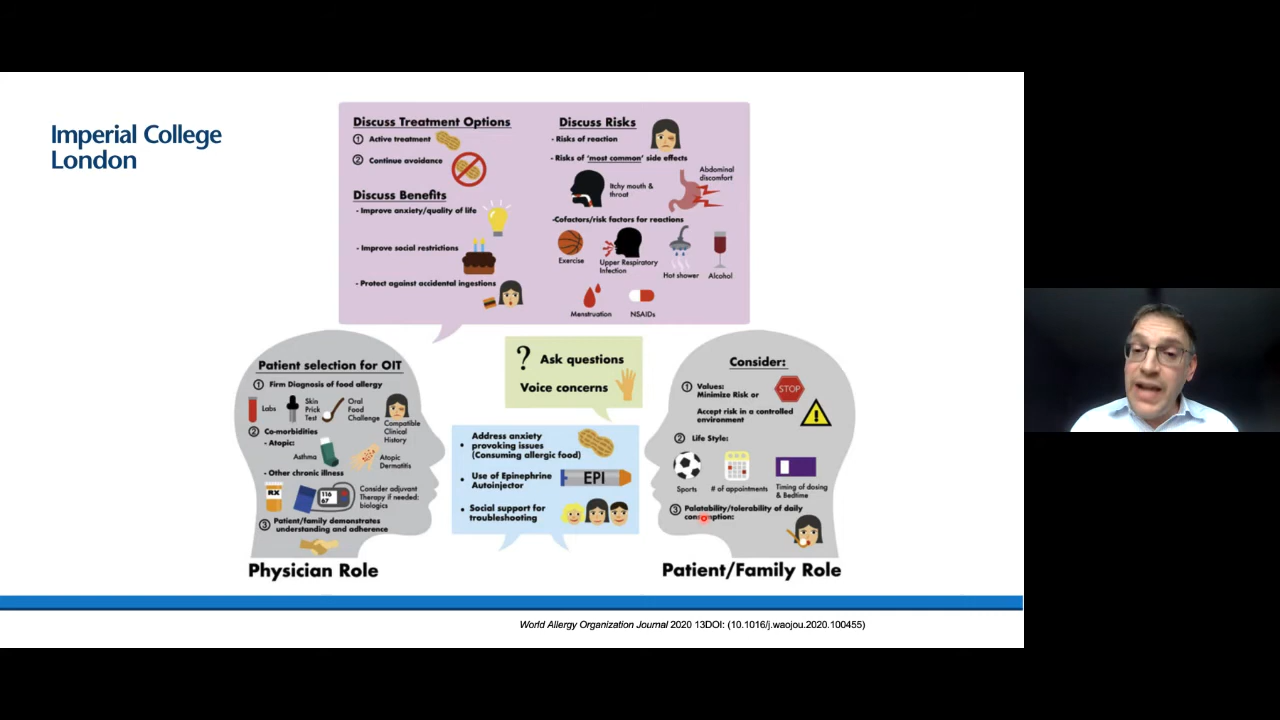 Imperial College
London
Discuss Treatment Options
① Active treatment
② Continue avoidance
Discuss Benefits
- Improve anxiety/quality of life
- Improve social restrictions
- Protect against accidental ingestions
Discuss Risks
- Risks of reaction
- Risks of 'most common' side effects
Itchy mouth &
throat
Abdominal
discomfort
-Cofactors/risk factors for reactions
Exercise
Upper Respiratory
Infection
Hot shower
Alcohol
Menstruation
NSAIDs
Patient selection for OIT
① Firm Diagnosis of food allergy
Labs
Skin
Prick
Test
Oral
Food
Challenge
Compatible
Clinical
History
② Co-morbidities
- Atopic:
Asthma
Atopic
Dermatitis
- Other chronic illness
RX
116
67
Consider adjuvant
Therapy if needed:
biologics
③ Patient/family demonstrates
understanding and adherence
Physician Role
? Ask questions
Voice concerns
• Address anxiety
provoking issues
(Consuming allergic food)
• Use of Epinephrine
Autoinjector
EPI
• Social support for
troubleshooting
Consider:
① Values:
Minimize Risk or
STOP
Accept risk in a controlled
environment
② Life Style:
Sports
# of appointments
Timing of dosing
& Bedtime
③ Palatability/tolerability of daily
consumption:
Patient/Family Role
World Allergy Organization Journal 2020 13DOI: (10.1016/j.waojou.2020.100455)